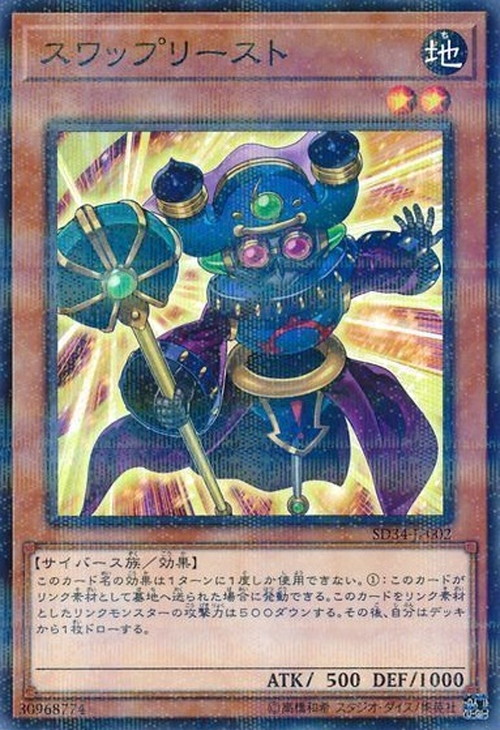 スワップリースト
地
SD34-JP002
【サイバース族/効果】
このカード名の効果は1ターンに1度しか使用できない。①:このカードが
リンク素材として墓地へ送られた場合に発動できる。このカードをリンク素材
としたリンクモンスターの攻撃力は500ダウンする。その後、自分はデッキ
から1枚ドローする。
ATK/ 500 DEF/1000
30968774
©高橋和希 スタジオ・ダイス/集英社